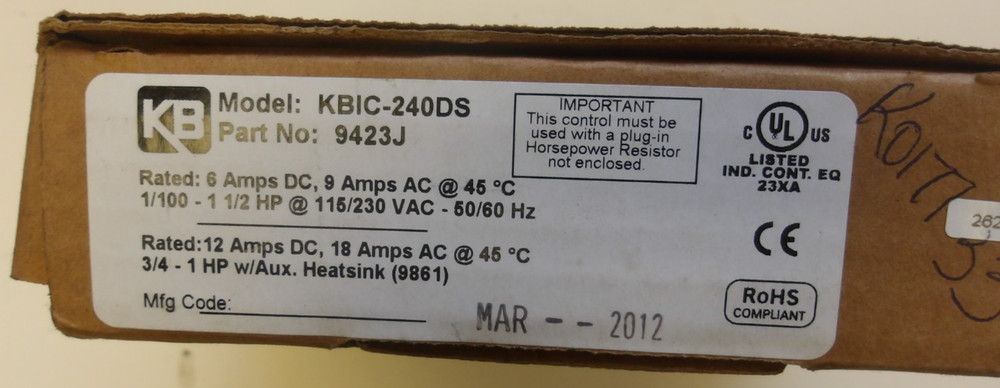 KB
Model: KBIC-240DS
Part No: 9423J
IMPORTANT
This control must be
used with a plug-in
Horsepower Resistor
not enclosed.
C UL US
LISTED
IND. CONT. EQ
23XA
Rated: 6 Amps DC, 9 Amps AC @ 45 °C
1/100 - 1 1/2 HP @ 115/230 VAC - 50/60 Hz
Rated:12 Amps DC, 18 Amps AC @ 45 °C
3/4 - 1 HP w/Aux. Heatsink (9861)
CE
Mfg Code:
MAR -- 2012
RoHS
COMPLIANT
262